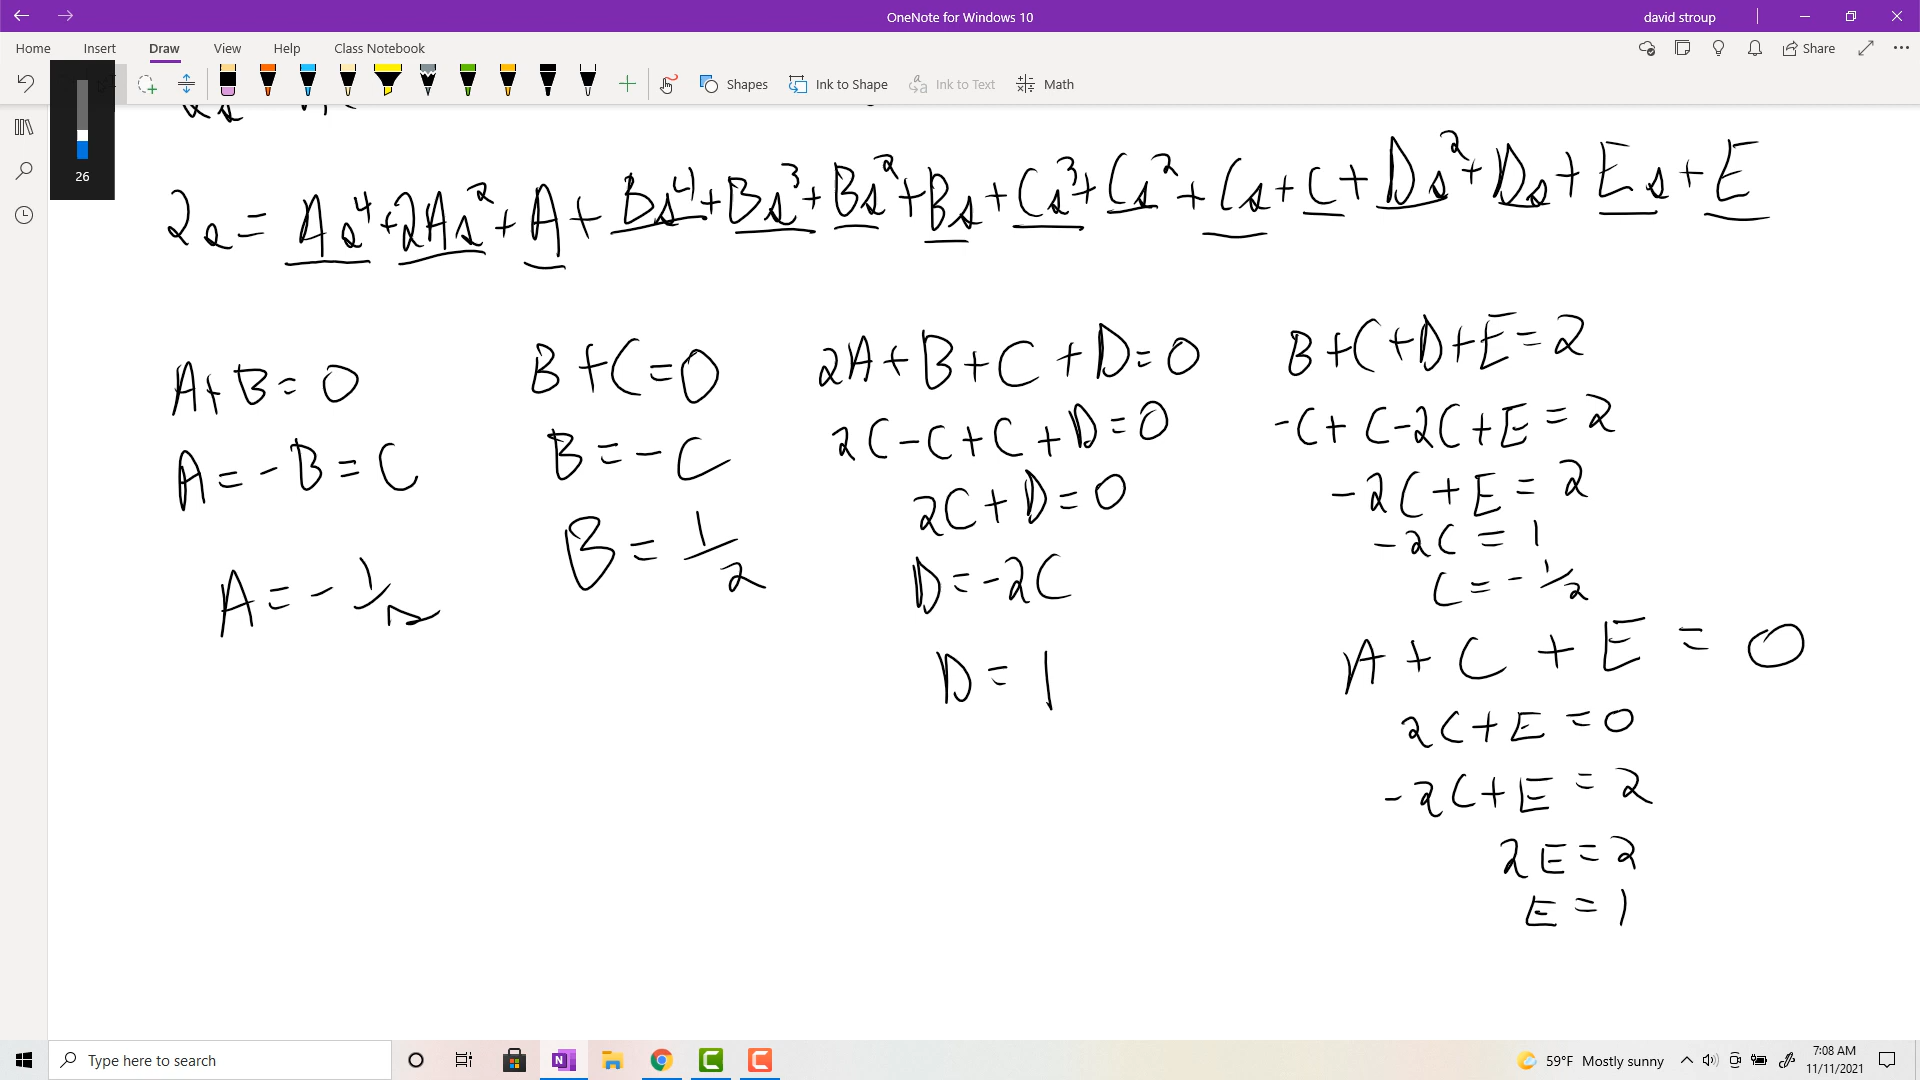 OneNote for Windows 10
david stroup
Home Insert Draw View Help Class Notebook
Share
Shapes Ink to Shape Ink to Text Math
26
2s = As⁴ + 2As² + A + Bs⁴ + Bs³ + Bs² + Bs + Cs³ + Cs² + Cs + C + Ds² + Ds + Es + E
A + B = 0
A = -B = C
A = -1/2
B + C = 0
B = -C
B = 1/2
2A + B + C + D = 0
2C - C + C + D = 0
2C + D = 0
D = -2C
D = 1
B + C + D + E = 2
-C + C - 2C + E = 2
-2C + E = 2
-2C = 1
C = -1/2
A + C + E = 0
2C + E = 0
-2C + E = 2
2E = 2
E = 1
Type here to search
59°F Mostly sunny
7:08 AM
11/11/2021